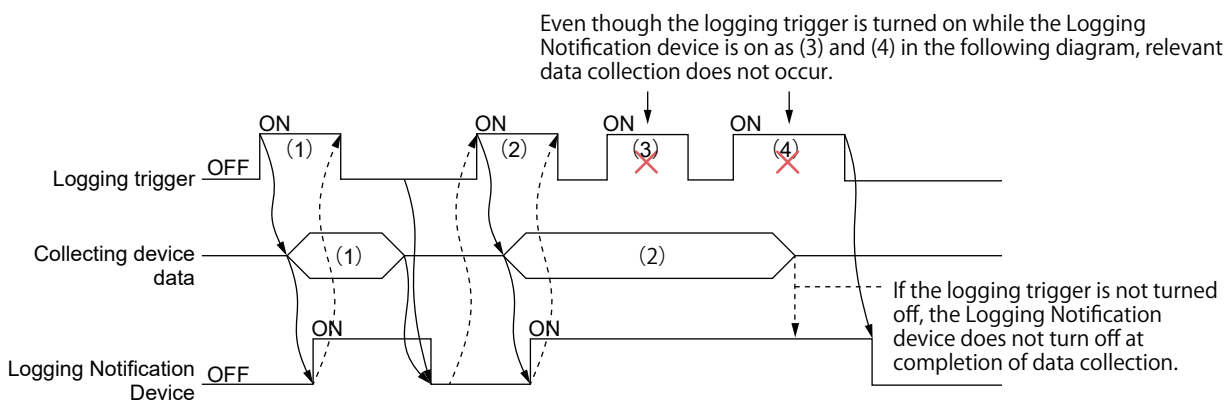 Even though the logging trigger is turned on while the Logging
Notification device is on as (3) and (4) in the following diagram, relevant
data collection does not occur.
ON
ON
ON
ON
(1)
(2)
(3)
(4)
OFF
Logging trigger
Collecting device
data
(1)
(2)
If the logging trigger is not turned
off, the Logging Notification
device does not turn off at
completion of data collection.
ON
ON
Logging Notification
Device
OFF